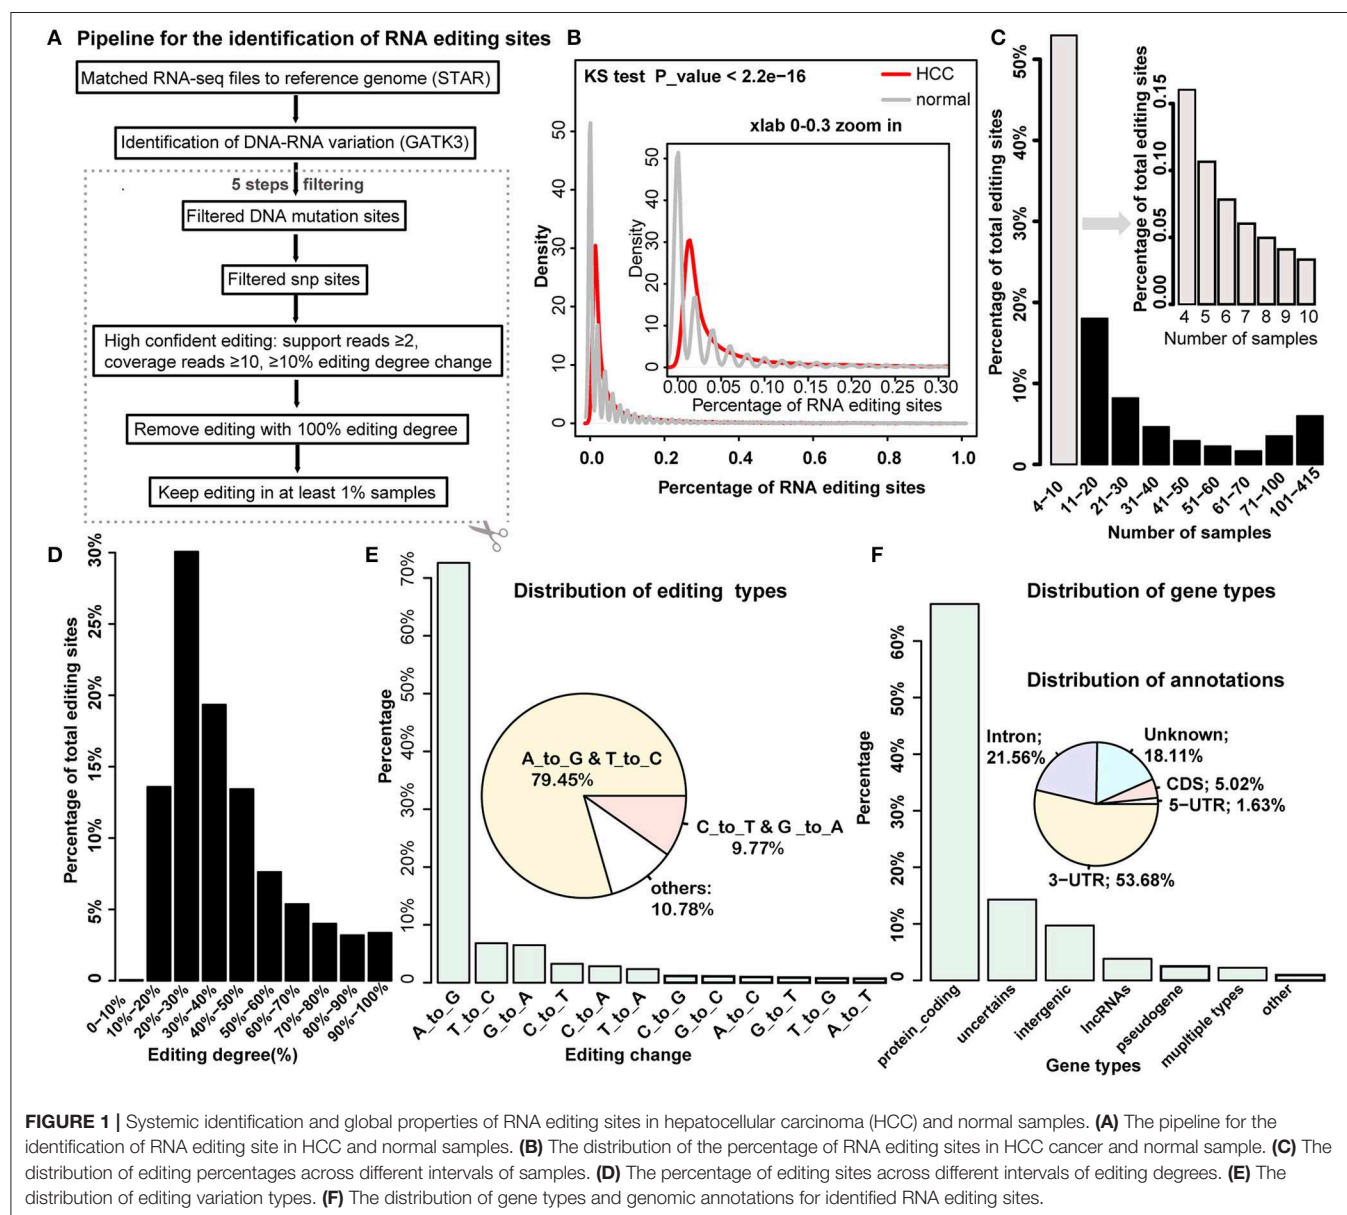 A Pipeline for the identification of RNA editing sites
Matched RNA-seq files to reference genome (STAR)
Identification of DNA-RNA variation (GATK3)
5 steps filtering
Filtered DNA mutation sites
Filtered snp sites
High confident editing: support reads ≥2,
coverage reads ≥10, ≥10% editing degree change
Remove editing with 100% editing degree
Keep editing in at least 1% samples
B
KS test P_value < 2.2e−16
HCC
normal
xlab 0-0.3 zoom in
Density
50
40
30
20
10
0
0.00 0.05 0.10 0.15 0.20 0.25 0.30
Percentage of RNA editing sites
Density
50
40
30
20
10
0
0.0 0.2 0.4 0.6 0.8 1.0
Percentage of RNA editing sites
C
Percentage of total editing sites
50%
40%
30%
20%
10%
0
4−10
11−20
21−30
31−40
41−50
51−60
61−70
71−100
101−415
Number of samples
Percentage of total editing sites
0.15
0.10
0.05
0.00
4 5 6 7 8 9 10
Number of samples
D
Percentage of total editing sites
30%
25%
20%
15%
10%
5%
0
0−10%
10%−20%
20%−30%
30%−40%
40%−50%
50%−60%
60%−70%
70%−80%
80%−90%
90%−100%
Editing degree(%)
E
Distribution of editing types
Percentage
70%
60%
50%
40%
30%
20%
10%
0
A_to_G & T_to_C
79.45%
C_to_T & G _to_A
9.77%
others:
10.78%
A_to_G
T_to_C
G_to_A
C_to_T
C_to_A
T_to_A
C_to_G
G_to_C
A_to_C
G_to_T
T_to_G
A_to_T
Editing change
F
Distribution of gene types
Distribution of annotations
Percentage
60%
50%
40%
30%
20%
10%
0
Intron;
21.56%
Unknown;
18.11%
CDS; 5.02%
5−UTR; 1.63%
3−UTR; 53.68%
protein_coding
uncertains
intergenic
lncRNAs
pseudogene
mupltiple types
other
Gene types
FIGURE 1 | Systemic identification and global properties of RNA editing sites in hepatocellular carcinoma (HCC) and normal samples. (A) The pipeline for the
identification of RNA editing site in HCC and normal samples. (B) The distribution of the percentage of RNA editing sites in HCC cancer and normal sample. (C) The
distribution of editing percentages across different intervals of samples. (D) The percentage of editing sites across different intervals of editing degrees. (E) The
distribution of editing variation types. (F) The distribution of gene types and genomic annotations for identified RNA editing sites.